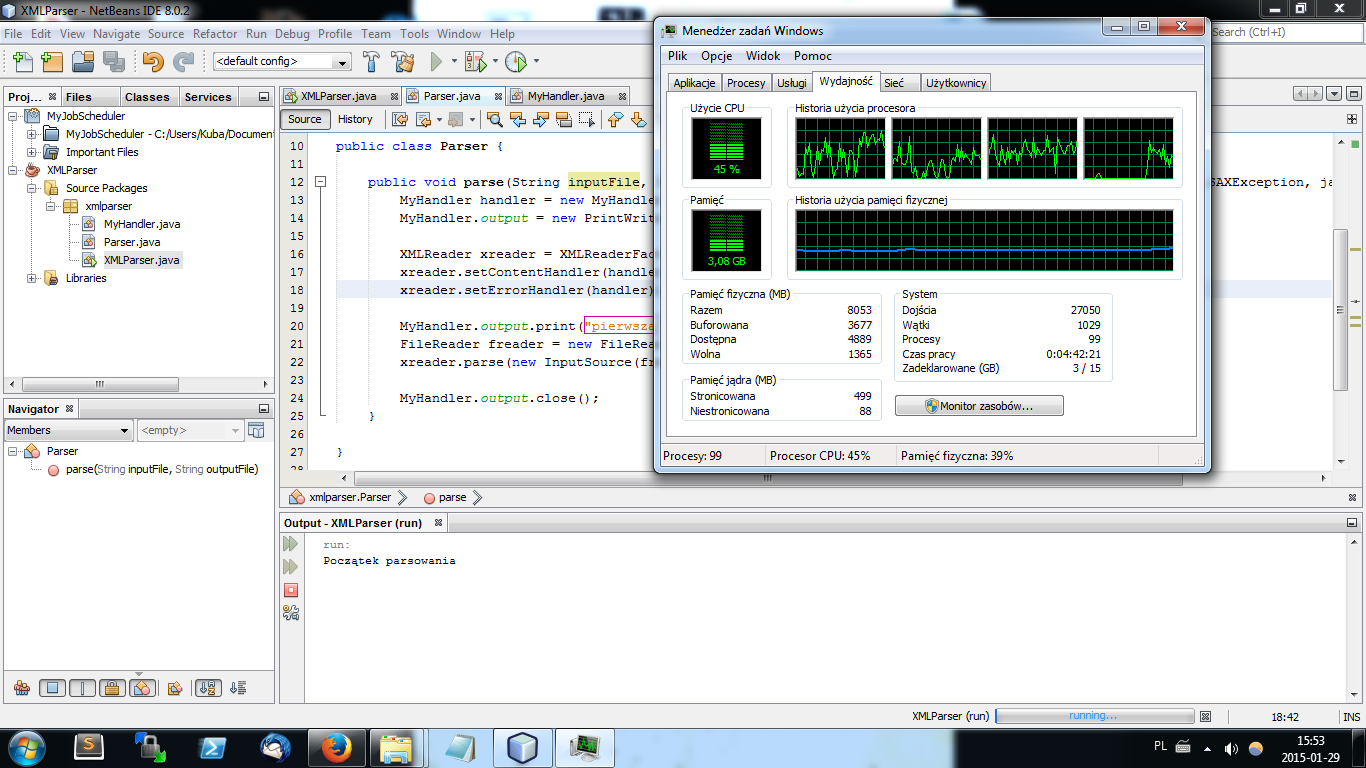 XMLParser - NetBeans IDE 8.0.2
File Edit View Navigate Source Refactor Run Debug Profile Team Tools Window Help
Search (Ctrl+I)
<default config>
Proj... Files Classes Services
MyJobScheduler
MyJobScheduler - C:/Users/Kuba/Document
Important Files
XMLParser
Source Packages
xmlparser
MyHandler.java
Parser.java
XMLParser.java
Libraries
Navigator
Members
<empty>
Parser
parse(String inputFile, String outputFile)
XMLParser.java Parser.java MyHandler.java
Source History
10 public class Parser {
11
12 public void parse(String inputFile, SAXException, ja
13 MyHandler handler = new MyHandle
14 MyHandler.output = new PrintWrit
15
16 XMLReader xreader = XMLReaderFac
17 xreader.setContentHandler(handle
18 xreader.setErrorHandler(handler)
19
20 MyHandler.output.print("pierwsza
21 FileReader freader = new FileRea
22 xreader.parse(new InputSource(fr
23
24 MyHandler.output.close();
25 }
26
27 }
28
xmlparser.Parser parse
Output - XMLParser (run)
run:
Początek parsowania
XMLParser (run) running... 18:42 INS
Menedżer zadań Windows
Plik Opcje Widok Pomoc
Aplikacje Procesy Usługi Wydajność Sieć Użytkownicy
Użycie CPU
45 %
Historia użycia procesora
Pamięć
3,08 GB
Historia użycia pamięci fizycznej
Pamięć fizyczna (MB)
Razem 8053
Buforowana 3677
Dostępna 4889
Wolna 1365
Pamięć jądra (MB)
Stronicowana 499
Niestronicowana 88
System
Dojścia 27050
Wątki 1029
Procesy 99
Czas pracy 0:04:42:21
Zadeklarowane (GB) 3 / 15
Monitor zasobów...
Procesy: 99 Procesor CPU: 45% Pamięć fizyczna: 39%
PL
15:53
2015-01-29